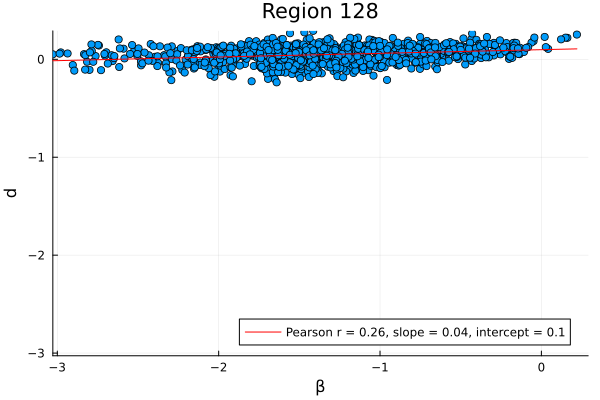 Region 128
0
−1
−2
−3
d
Pearson r = 0.26, slope = 0.04, intercept = 0.1
−3
−2
−1
0
β